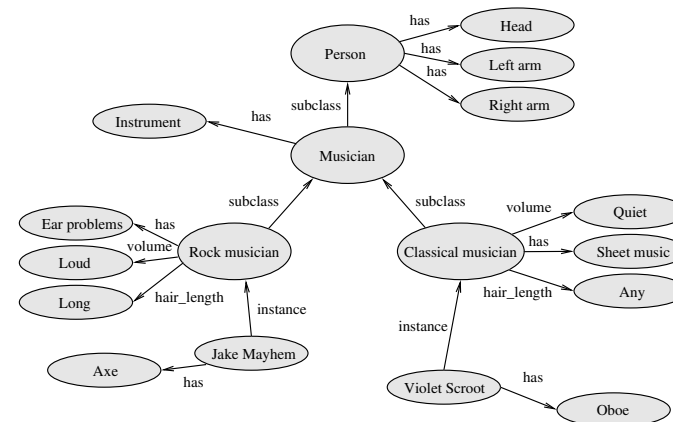 Head
has
Person
has
Left arm
has
Right arm
subclass
Instrument
has
Musician
subclass
subclass
volume
Quiet
Ear problems
has
volume
Rock musician
Classical musician
has
Sheet music
Loud
Long
hair_length
hair_length
Any
instance
instance
Jake Mayhem
Axe
has
Violet Scroot
has
Oboe